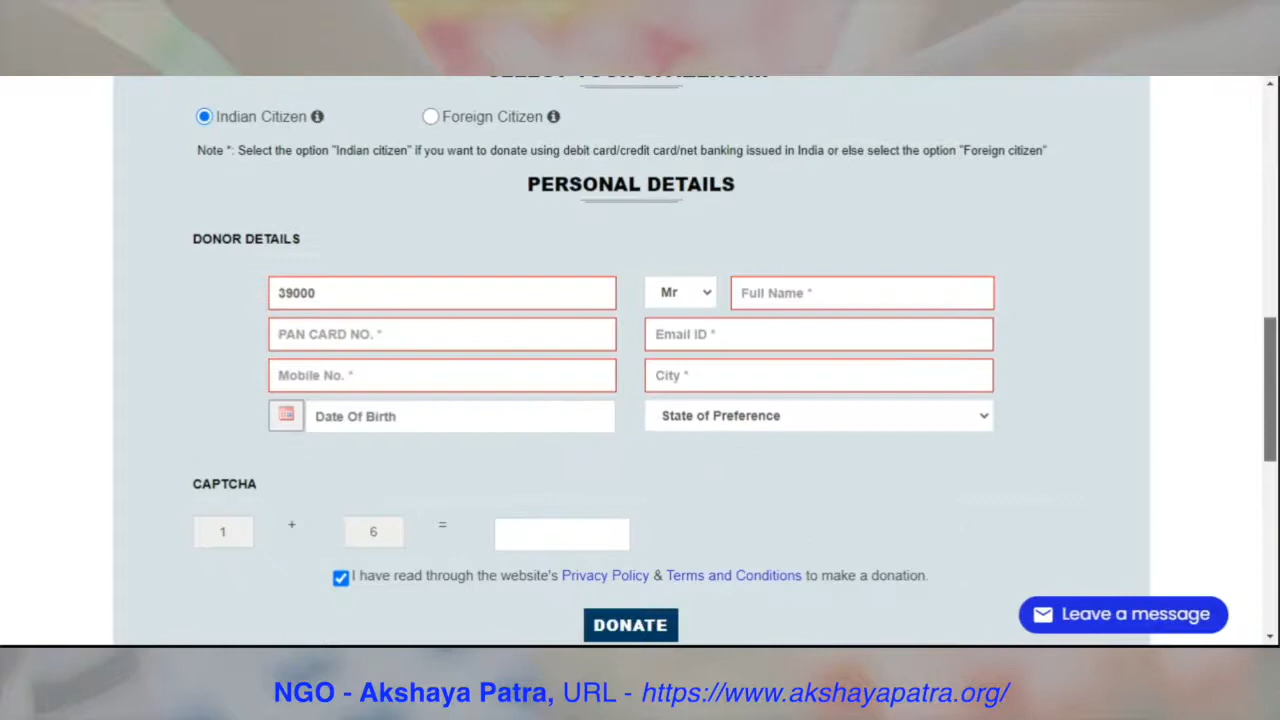 Indian Citizen Foreign Citizen
Note *: Select the option "Indian citizen" if you want to donate using debit card/credit card/net banking issued in India or else select the option "Foreign citizen"
PERSONAL DETAILS
DONOR DETAILS
39000 Mr Full Name *
PAN CARD NO. * Email ID *
Mobile No. * City *
Date Of Birth State of Preference
CAPTCHA
1 + 6 =
I have read through the website's Privacy Policy & Terms and Conditions to make a donation.
DONATE
Leave a message
NGO - Akshaya Patra, URL - https://www.akshayapatra.org/